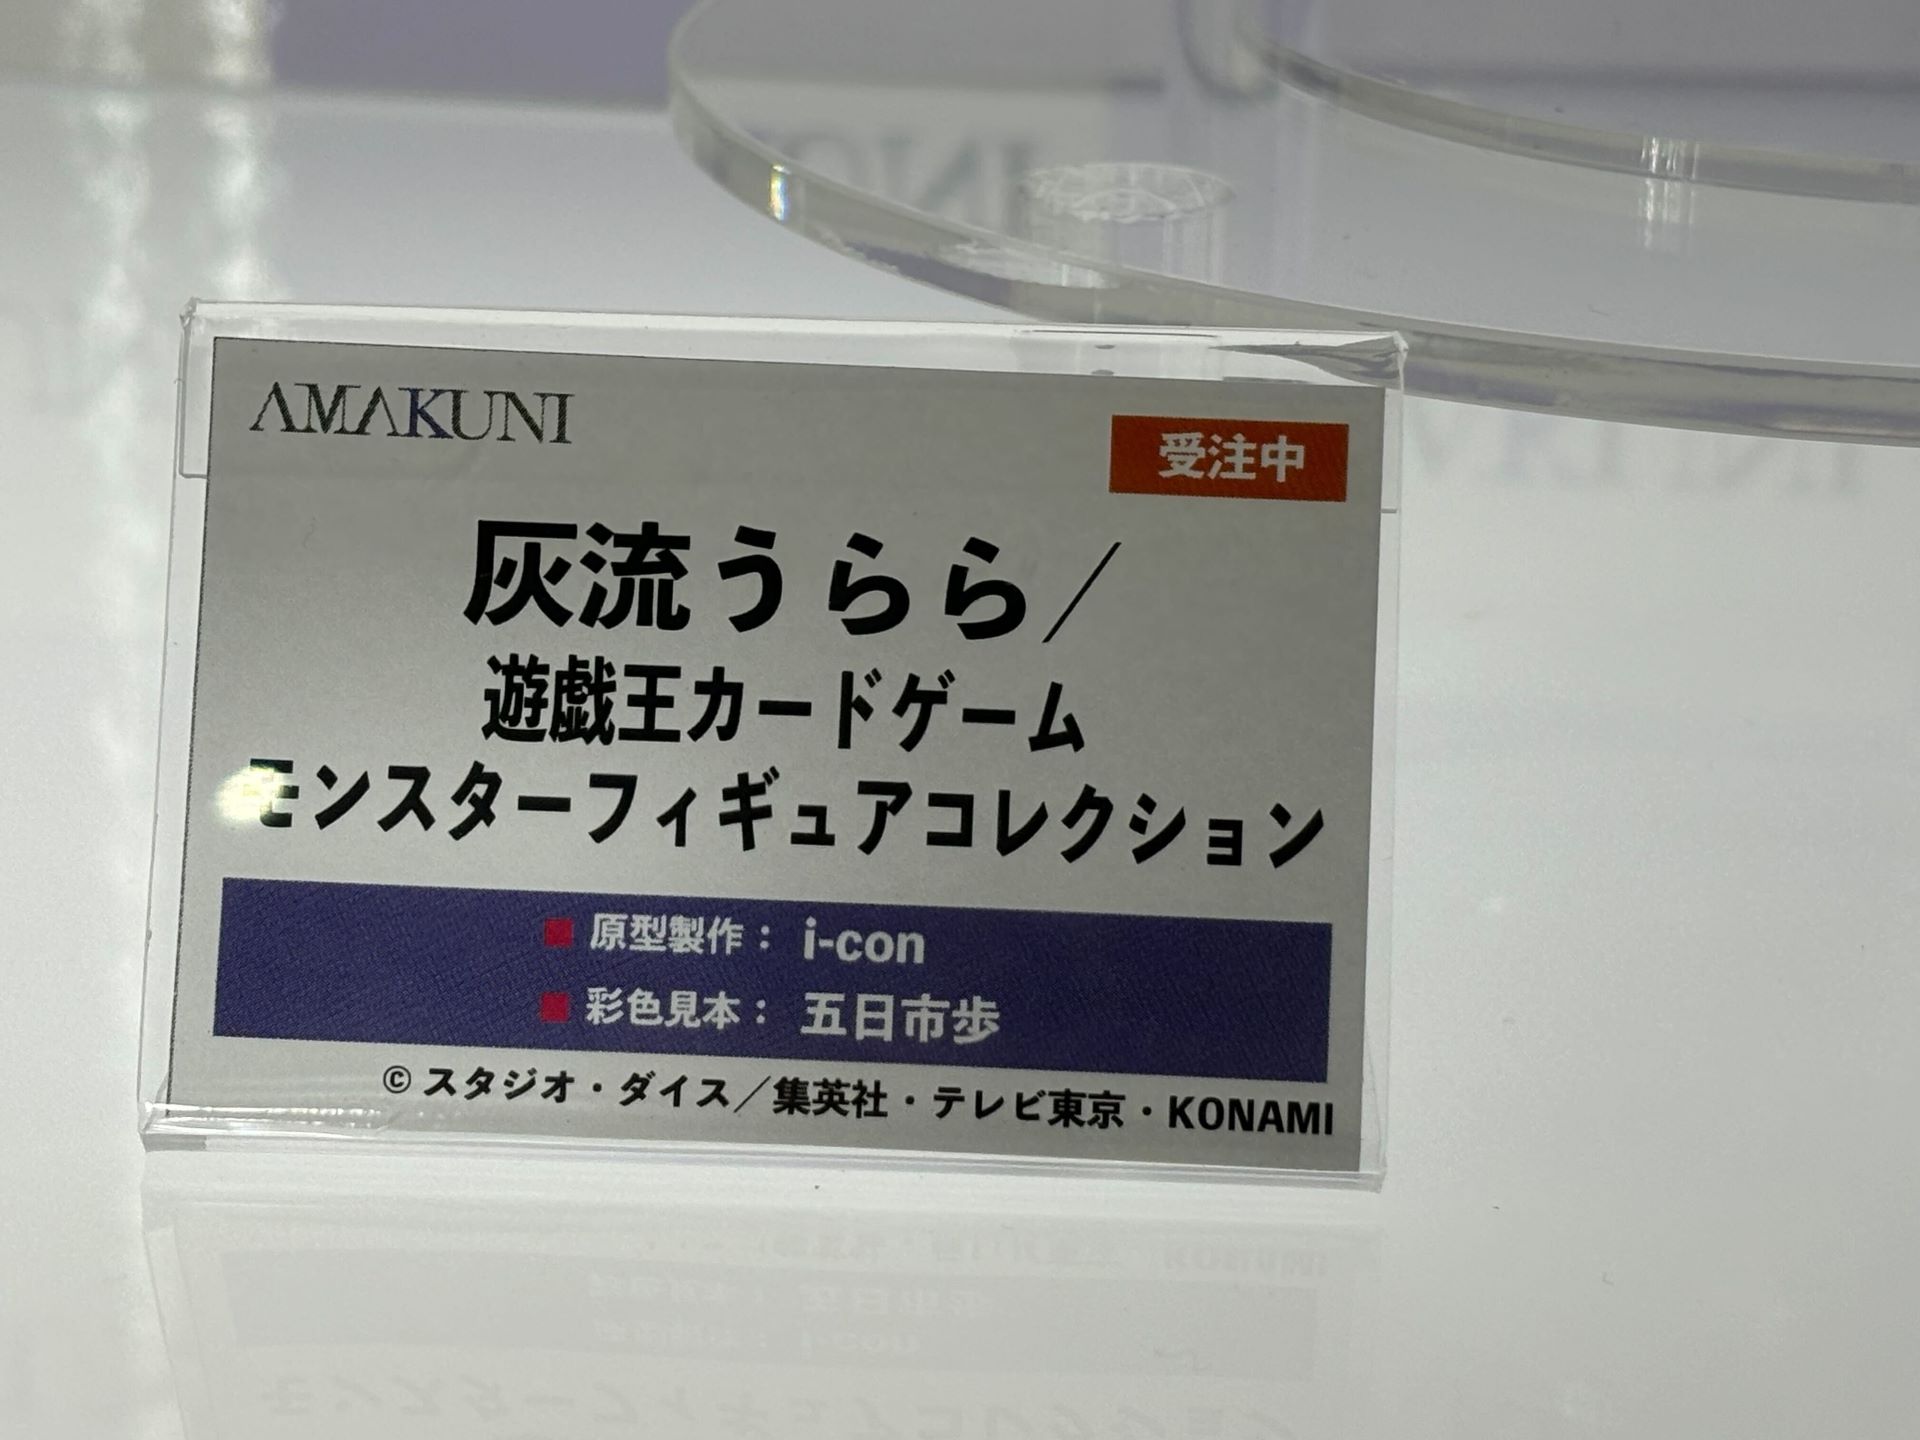 AMAKUNI
受注中
灰流うらら／
遊戯王カードゲーム
モンスターフィギュアコレクション
■ 原型製作： i-con
■ 彩色見本： 五日市歩
© スタジオ・ダイス／集英社・テレビ東京・KONAMI